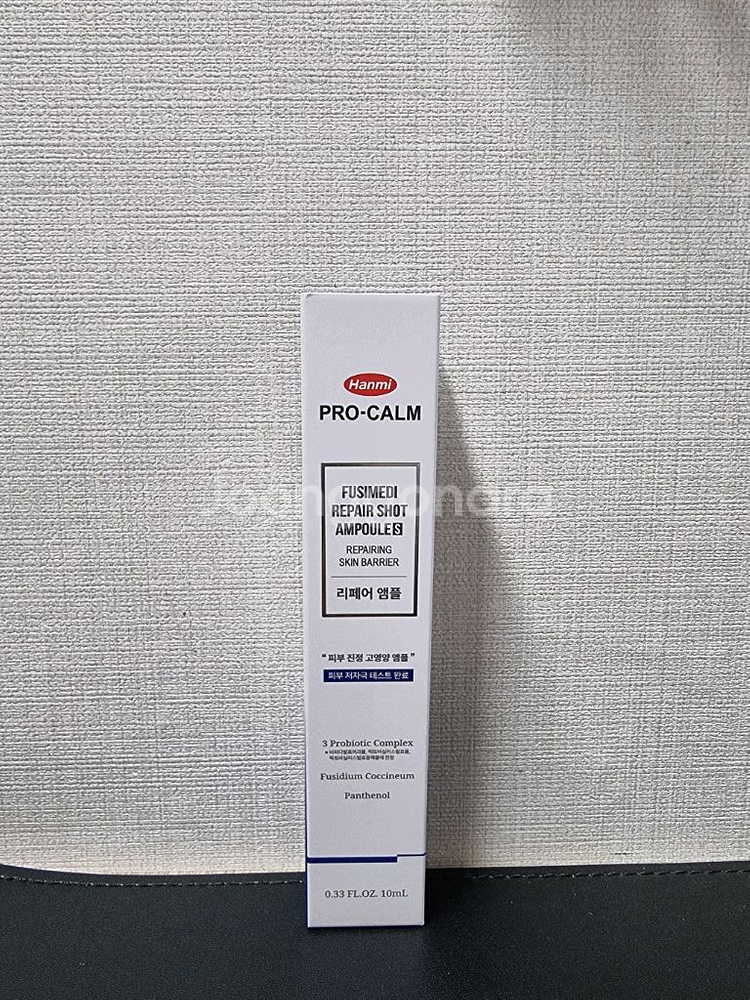 Hanmi
PRO-CALM
FUSIMEDI
REPAIR SHOT
AMPOULE S
REPAIRING
SKIN BARRIER
리페어 앰플
“ 피부 진정 고영양 앰플 ”
피부 저자극 테스트 완료
3 Probiotic Complex
Fusidium Coccineum
Panthenol
0.33 FL.OZ. 10mL